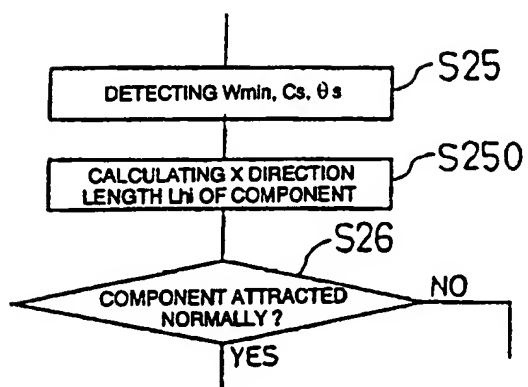 DETECTING Wmin, Cs, θs
S25
CALCULATING X DIRECTION
LENGTH Lhi OF COMPONENT
S250
S26
COMPONENT ATTRACTED
NORMALLY ?
NO
YES